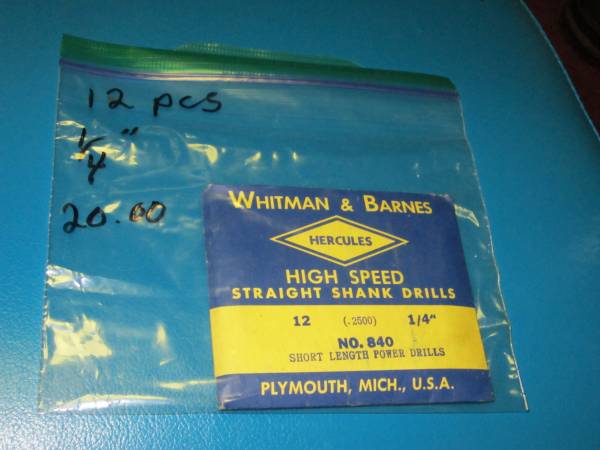 12 pcs
1/4"
20.00
WHITMAN & BARNES
HERCULES
HIGH SPEED
STRAIGHT SHANK DRILLS
12 (.2500) 1/4"
NO. 840
SHORT LENGTH POWER DRILLS
PLYMOUTH, MICH., U.S.A.